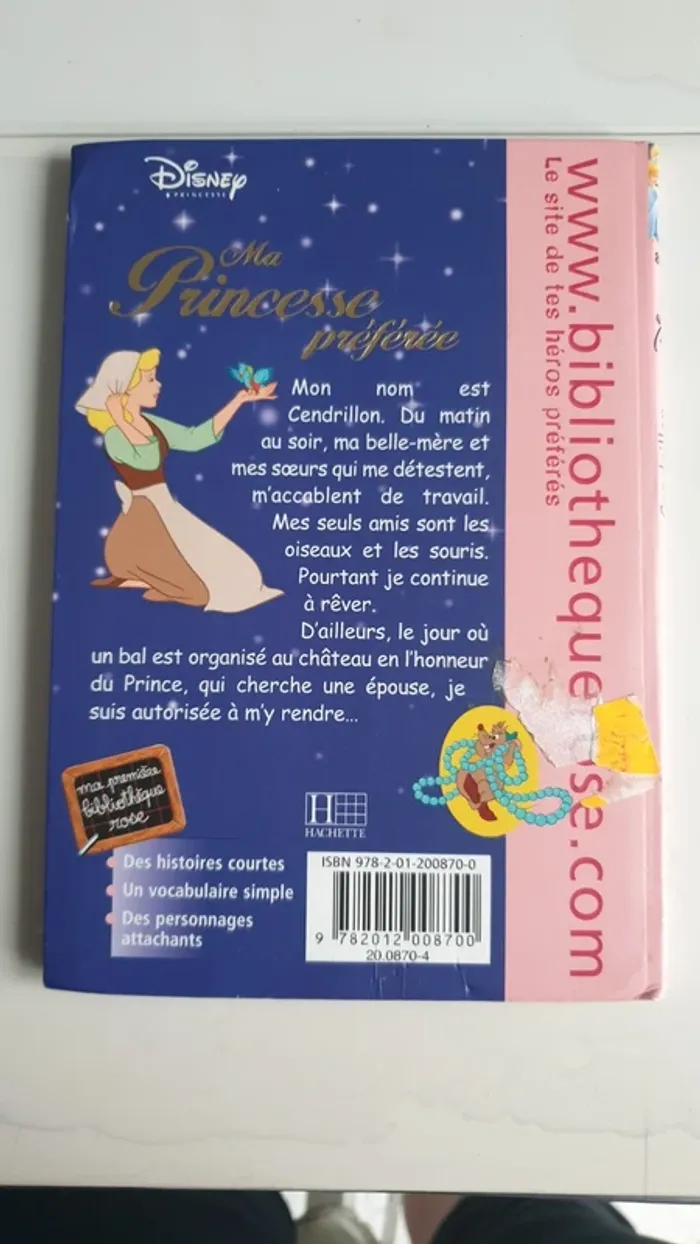 Disney
PRINCESSE
Ma
Princesse
préférée
Mon nom est
Cendrillon. Du matin
au soir, ma belle-mère et
mes sœurs qui me détestent,
m'accablent de travail.
Mes seuls amis sont les
oiseaux et les souris.
Pourtant je continue
à rêver.
D'ailleurs, le jour où
un bal est organisé au château en l'honneur
du Prince, qui cherche une épouse, je
suis autorisée à m'y rendre...
ma première
bibliothèque
rose
Des histoires courtes
Un vocabulaire simple
Des personnages
attachants
H
HACHETTE
ISBN 978-2-01-200870-0
9 782012 008700
20.0870-4
www.bibliotheque
se.com
Le site de tes héros préférés